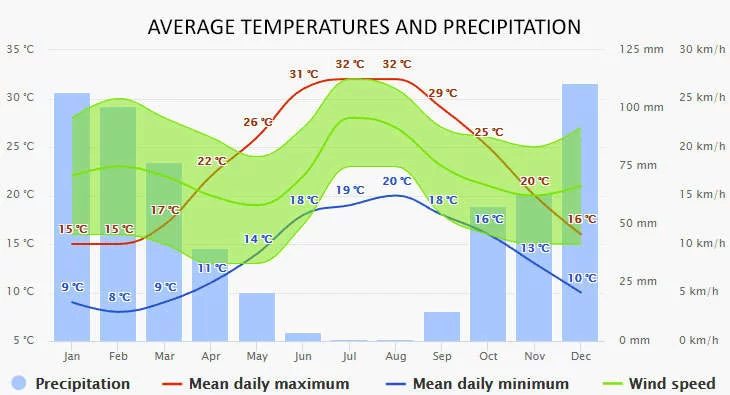 AVERAGE TEMPERATURES AND PRECIPITATION
35 °C 125 mm 30 km/h
32 °C 32 °C
31 °C
29 °C
30 °C 100 mm 25 km/h
26 °C
25 °C
25 °C 20 km/h
22 °C
75 mm
20 °C 20 °C 15 km/h
19 °C
18 °C 18 °C
20 °C
17 °C
16 °C 16 °C
50 mm
15 °C 15 °C
14 °C
15 °C 10 km/h
13 °C
11 °C
25 mm
10 °C
9 °C 9 °C
8 °C
10 °C 5 km/h
5 °C 0 mm 0 km/h
Jan Feb Mar Apr May Jun Jul Aug Sep Oct Nov Dec
Precipitation Mean daily maximum Mean daily minimum Wind speed